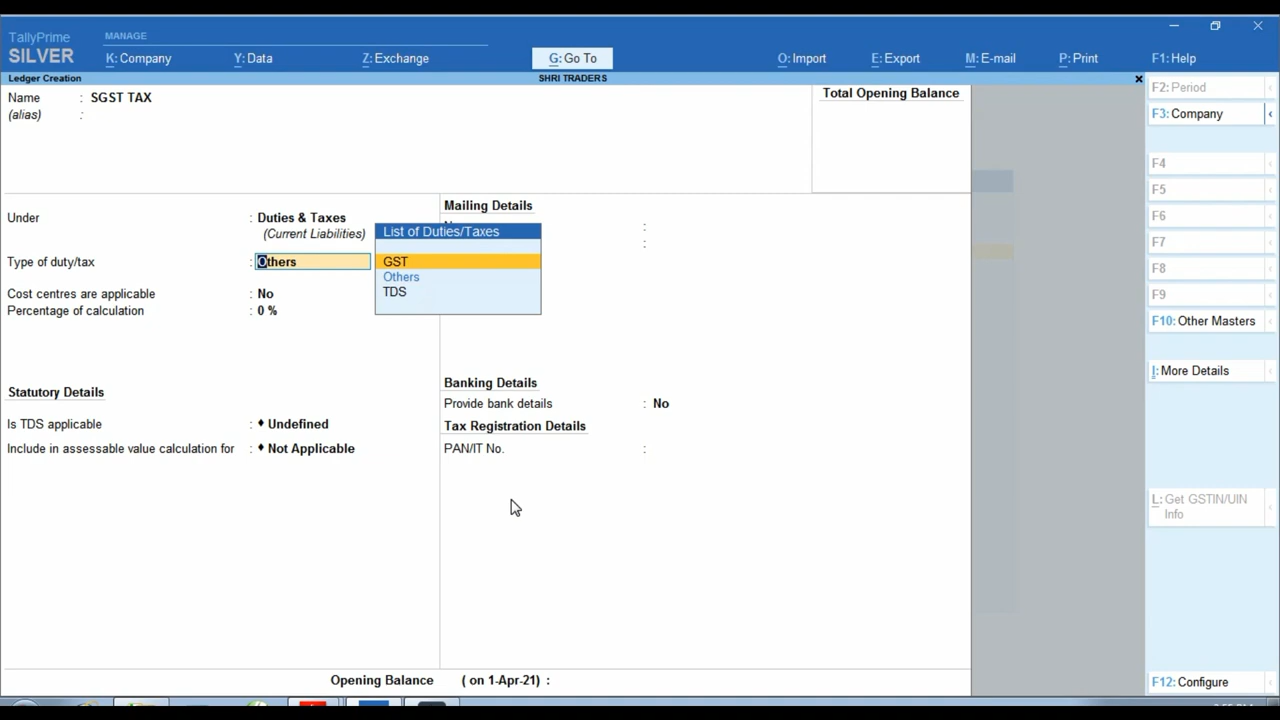 TallyPrime
MANAGE
SILVER
K: Company
Y: Data
Z: Exchange
G: Go To
O: Import
E: Export
M: E-mail
P: Print
F1: Help
Ledger Creation
SHRI TRADERS
Name : SGST TAX
(alias) :
Total Opening Balance
Under : Duties & Taxes
(Current Liabilities)
Type of duty/tax : Others
Cost centres are applicable : No
Percentage of calculation : 0 %
List of Duties/Taxes
GST
Others
TDS
Mailing Details
:
:
Statutory Details
Is TDS applicable : ♦ Undefined
Include in assessable value calculation for : ♦ Not Applicable
Banking Details
Provide bank details : No
Tax Registration Details
PAN/IT No. :
Opening Balance ( on 1-Apr-21) :
F2: Period
F3: Company
F4
F5
F6
F7
F8
F9
F10: Other Masters
I: More Details
L: Get GSTIN/UIN
Info
F12: Configure